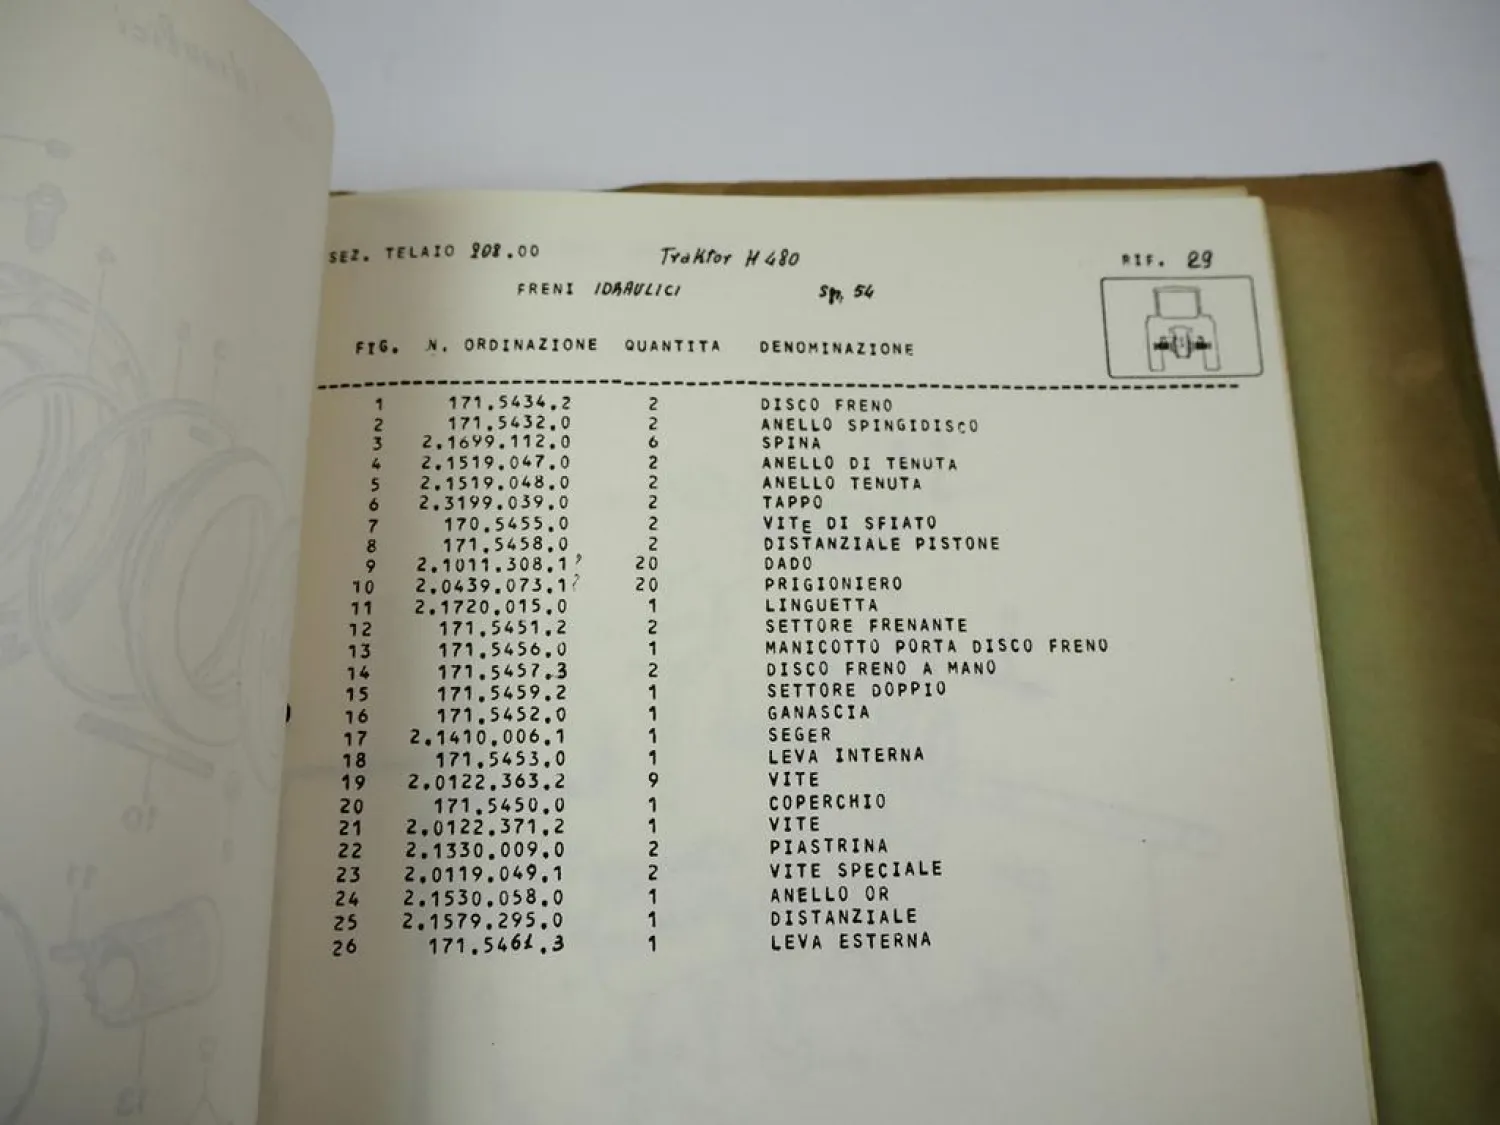 SEZ. TELAIO 908.00 Traktor H 480 RIF. 29
FRENI IDRAULICI Sp. 54
FIG. N. ORDINAZIONE QUANTITA DENOMINAZIONE
1 171.5434.2 2 DISCO FRENO
2 171.5432.0 2 ANELLO SPINGIDISCO
3 2.1699.112.0 6 SPINA
4 2.1519.047.0 2 ANELLO DI TENUTA
5 2.1519.048.0 2 ANELLO TENUTA
6 2.3199.039.0 2 TAPPO
7 170.5455.0 2 VITE DI SFIATO
8 171.5458.0 2 DISTANZIALE PISTONE
9 2.1011.308.1? 20 DADO
10 2.0439.073.1? 20 PRIGIONIERO
11 2.1720.015.0 1 LINGUETTA
12 171.5451.2 2 SETTORE FRENANTE
13 171.5456.0 1 MANICOTTO PORTA DISCO FRENO
14 171.5457.3 2 DISCO FRENO A MANO
15 171.5459.2 1 SETTORE DOPPIO
16 171.5452.0 1 GANASCIA
17 2.1410.006.1 1 SEGER
18 171.5453.0 1 LEVA INTERNA
19 2.0122.363.2 9 VITE
20 171.5450.0 1 COPERCHIO
21 2.0122.371.2 1 VITE
22 2.1330.009.0 2 PIASTRINA
23 2.0119.049.1 2 VITE SPECIALE
24 2.1530.058.0 1 ANELLO OR
25 2.1579.295.0 1 DISTANZIALE
26 171.5461.3 1 LEVA ESTERNA